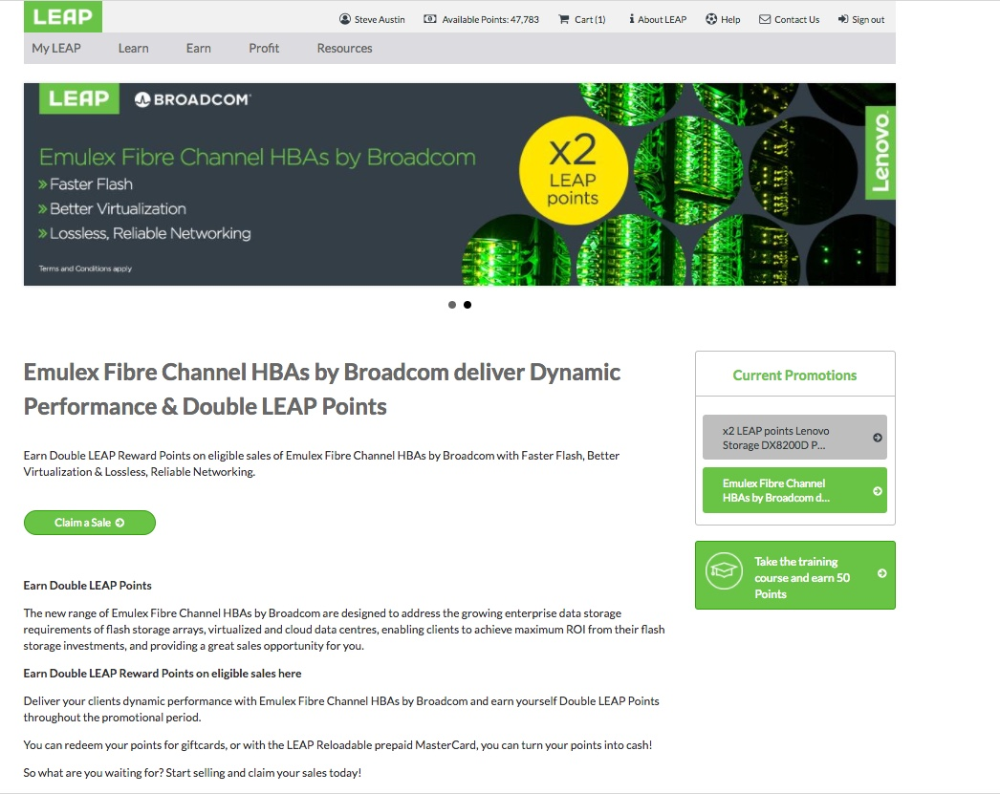 LEAP
Steve Austin
Available Points: 47,783
Cart (1)
About LEAP
Help
Contact Us
Sign out
My LEAP
Learn
Earn
Profit
Resources
LEAP
BROADCOM
Emulex Fibre Channel HBAs by Broadcom
Faster Flash
Better Virtualization
Lossless, Reliable Networking
Terms and Conditions apply
x2
LEAP
points
Lenovo
Emulex Fibre Channel HBAs by Broadcom deliver Dynamic
Performance & Double LEAP Points
Earn Double LEAP Reward Points on eligible sales of Emulex Fibre Channel HBAs by Broadcom with Faster Flash, Better
Virtualization & Lossless, Reliable Networking.
Claim a Sale
Earn Double LEAP Points
The new range of Emulex Fibre Channel HBAs by Broadcom are designed to address the growing enterprise data storage
requirements of flash storage arrays, virtualized and cloud data centres, enabling clients to achieve maximum ROI from their flash
storage investments, and providing a great sales opportunity for you.
Earn Double LEAP Reward Points on eligible sales here
Deliver your clients dynamic performance with Emulex Fibre Channel HBAs by Broadcom and earn yourself Double LEAP Points
throughout the promotional period.
You can redeem your points for giftcards, or with the LEAP Reloadable prepaid MasterCard, you can turn your points into cash!
So what are you waiting for? Start selling and claim your sales today!
Current Promotions
x2 LEAP points Lenovo
Storage DX8200D P...
Emulex Fibre Channel
HBAs by Broadcom d...
Take the training
course and earn 50
Points